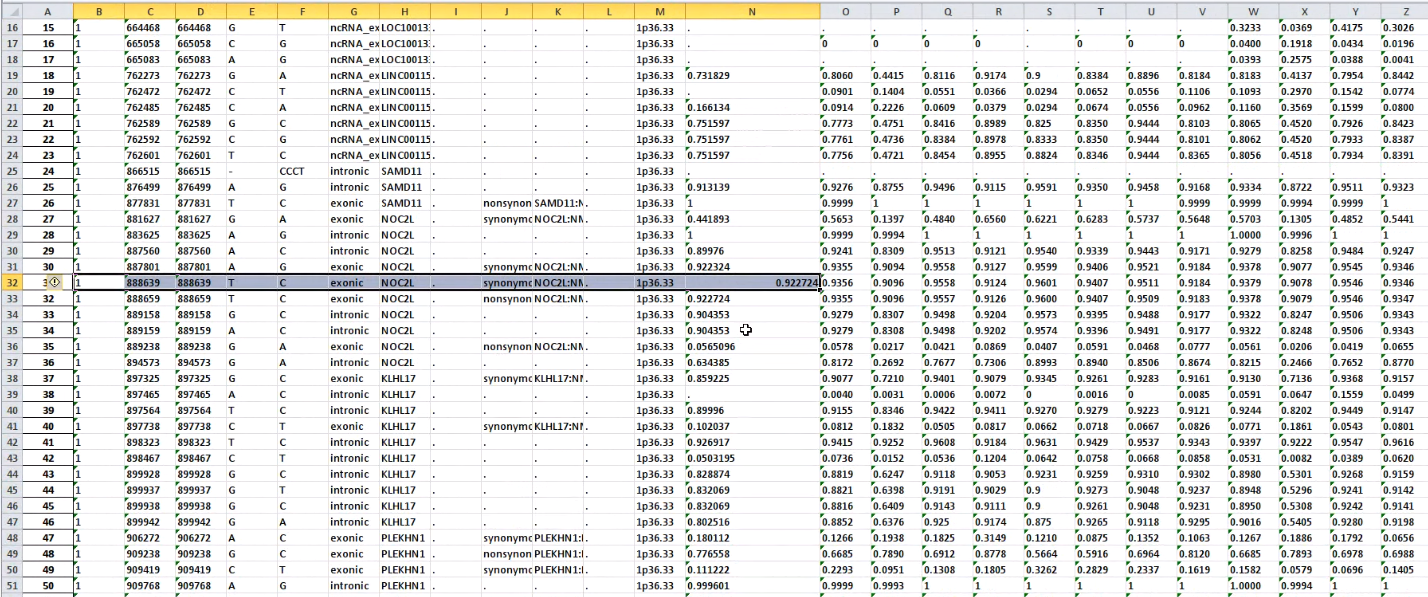 A B C D E F G H I J K L M N O P Q R S T U V W X Y Z
16 15 1 664468 664468 G T ncRNA_ex LOC10013: . . . . 1p36.33 . . . . . . . . . 0.3233 0.0369 0.4175 0.3026
17 16 1 665058 665058 C G ncRNA_ex LOC10013: . . . . 1p36.33 . . 0 0 0 0 . 0 0 0 0.0400 0.1918 0.0434 0.0196
18 17 1 665083 665083 A G ncRNA_ex LOC10013: . . . . 1p36.33 . . . . . . . . . 0.0393 0.2575 0.0388 0.0041
19 18 1 762273 762273 G A ncRNA_ex LINC00115 . . . . 1p36.33 0.731829 0.8060 0.4415 0.8116 0.9174 0.9 0.8384 0.8896 0.8184 0.8183 0.4137 0.7954 0.8442
20 19 1 762472 762472 C T ncRNA_ex LINC00115 . . . . 1p36.33 . 0.0901 0.1404 0.0551 0.0366 0.0294 0.0652 0.0556 0.1106 0.1093 0.2970 0.1542 0.0774
21 20 1 762485 762485 C A ncRNA_ex LINC00115 . . . . 1p36.33 0.166134 0.0914 0.2226 0.0609 0.0379 0.0294 0.0674 0.0556 0.0962 0.1160 0.3569 0.1599 0.0800
22 21 1 762589 762589 G C ncRNA_ex LINC00115 . . . . 1p36.33 0.751597 0.7773 0.4751 0.8416 0.8989 0.825 0.8350 0.9444 0.8103 0.8065 0.4520 0.7926 0.8423
23 22 1 762592 762592 C G ncRNA_ex LINC00115 . . . . 1p36.33 0.751597 0.7761 0.4736 0.8384 0.8978 0.8333 0.8350 0.9444 0.8101 0.8062 0.4520 0.7933 0.8387
24 23 1 762601 762601 T C ncRNA_ex LINC00115 . . . . 1p36.33 0.751597 0.7756 0.4721 0.8454 0.8955 0.8824 0.8346 0.9444 0.8365 0.8056 0.4518 0.7934 0.8391
25 24 1 866515 866515 - CCCT intronic SAMD11 . . . . 1p36.33 . . . . . . . . . . . . .
26 25 1 876499 876499 A G intronic SAMD11 . . . . 1p36.33 0.913139 0.9276 0.8755 0.9496 0.9115 0.9591 0.9350 0.9458 0.9168 0.9334 0.8722 0.9511 0.9323
27 26 1 877831 877831 T C exonic SAMD11 . nonsynon SAMD11:N . 1p36.33 1 0.9999 1 1 1 1 1 1 0.9999 0.9999 0.9994 0.9999 1
28 27 1 881627 881627 G A exonic NOC2L . synonymc NOC2L:NM . 1p36.33 0.441893 0.5653 0.1397 0.4840 0.6560 0.6221 0.6283 0.5737 0.5648 0.5703 0.1305 0.4852 0.5441
29 28 1 883625 883625 A G intronic NOC2L . . . . 1p36.33 1 0.9999 0.9994 1 1 1 1 1 1 1.0000 0.9996 1 1
30 29 1 887560 887560 A C intronic NOC2L . . . . 1p36.33 0.89976 0.9241 0.8309 0.9513 0.9121 0.9540 0.9339 0.9443 0.9171 0.9279 0.8258 0.9484 0.9247
31 30 1 887801 887801 A G exonic NOC2L . synonymc NOC2L:NM . 1p36.33 0.922324 0.9355 0.9094 0.9558 0.9127 0.9599 0.9406 0.9521 0.9184 0.9378 0.9077 0.9545 0.9346
32 3 1 888639 888639 T C exonic NOC2L . synonymc NOC2L:NM . 1p36.33 0.922724 0.9356 0.9096 0.9558 0.9124 0.9601 0.9407 0.9511 0.9184 0.9379 0.9078 0.9546 0.9346
33 32 1 888659 888659 T C exonic NOC2L . nonsynon NOC2L:NM . 1p36.33 0.922724 0.9355 0.9096 0.9557 0.9126 0.9600 0.9407 0.9509 0.9183 0.9378 0.9079 0.9546 0.9347
34 33 1 889158 889158 G C intronic NOC2L . . . . 1p36.33 0.904353 0.9279 0.8307 0.9498 0.9204 0.9573 0.9395 0.9488 0.9177 0.9322 0.8247 0.9506 0.9343
35 34 1 889159 889159 A C intronic NOC2L . . . . 1p36.33 0.904353 0.9279 0.8308 0.9498 0.9202 0.9574 0.9396 0.9491 0.9177 0.9322 0.8248 0.9506 0.9343
36 35 1 889238 889238 G A exonic NOC2L . nonsynon NOC2L:NM . 1p36.33 0.0565096 0.0578 0.0217 0.0421 0.0869 0.0407 0.0591 0.0468 0.0777 0.0561 0.0206 0.0419 0.0655
37 36 1 894573 894573 G A intronic NOC2L . . . . 1p36.33 0.634385 0.8172 0.2692 0.7677 0.7306 0.8993 0.8940 0.8506 0.8674 0.8215 0.2466 0.7652 0.8770
38 37 1 897325 897325 G C exonic KLHL17 . synonymc KLHL17:NM . 1p36.33 0.859225 0.9077 0.7210 0.9401 0.9079 0.9345 0.9261 0.9283 0.9161 0.9130 0.7136 0.9368 0.9157
39 38 1 897465 897465 A C intronic KLHL17 . . . . 1p36.33 . 0.0040 0.0031 0.0006 0.0072 0 0.0016 0 0.0085 0.0591 0.0647 0.1559 0.0499
40 39 1 897564 897564 T C intronic KLHL17 . . . . 1p36.33 0.89996 0.9155 0.8346 0.9422 0.9411 0.9270 0.9279 0.9223 0.9121 0.9244 0.8202 0.9449 0.9147
41 40 1 897738 897738 C T exonic KLHL17 . synonymc KLHL17:NM . 1p36.33 0.102037 0.0812 0.1832 0.0505 0.0817 0.0662 0.0718 0.0667 0.0826 0.0771 0.1861 0.0543 0.0801
42 41 1 898323 898323 T C intronic KLHL17 . . . . 1p36.33 0.926917 0.9415 0.9252 0.9608 0.9184 0.9631 0.9429 0.9537 0.9343 0.9397 0.9222 0.9547 0.9616
43 42 1 898467 898467 C T intronic KLHL17 . . . . 1p36.33 0.0503195 0.0736 0.0152 0.0536 0.1204 0.0642 0.0758 0.0668 0.0858 0.0531 0.0082 0.0389 0.0620
44 43 1 899928 899928 G C intronic KLHL17 . . . . 1p36.33 0.828874 0.8819 0.6247 0.9118 0.9053 0.9231 0.9259 0.9310 0.9302 0.8980 0.5301 0.9268 0.9159
45 44 1 899937 899937 G T intronic KLHL17 . . . . 1p36.33 0.832069 0.8821 0.6398 0.9191 0.9029 0.9 0.9273 0.9048 0.9237 0.8948 0.5296 0.9241 0.9142
46 45 1 899938 899938 G C intronic KLHL17 . . . . 1p36.33 0.832069 0.8816 0.6409 0.9143 0.9111 0.9 0.9261 0.9048 0.9231 0.8950 0.5308 0.9242 0.9141
47 46 1 899942 899942 G A intronic KLHL17 . . . . 1p36.33 0.802516 0.8852 0.6376 0.925 0.9174 0.875 0.9265 0.9118 0.9295 0.9016 0.5405 0.9280 0.9198
48 47 1 906272 906272 A C exonic PLEKHN1 . synonymc PLEKHN1: . 1p36.33 0.180112 0.1266 0.1938 0.1825 0.3149 0.1210 0.0875 0.1352 0.1063 0.1267 0.1886 0.1792 0.0656
49 48 1 909238 909238 G C exonic PLEKHN1 . nonsynon PLEKHN1: . 1p36.33 0.776558 0.6685 0.7890 0.6912 0.8778 0.5664 0.5916 0.6964 0.8120 0.6685 0.7893 0.6978 0.6988
50 49 1 909419 909419 C T exonic PLEKHN1 . synonymc PLEKHN1: . 1p36.33 0.111222 0.2293 0.0951 0.1308 0.1805 0.3262 0.2829 0.2337 0.1619 0.1582 0.0579 0.0696 0.1405
51 50 1 909768 909768 A G intronic PLEKHN1 . . . . 1p36.33 0.999601 0.9999 0.9993 1 1 1 1 1 1 1.0000 0.9994 1 1